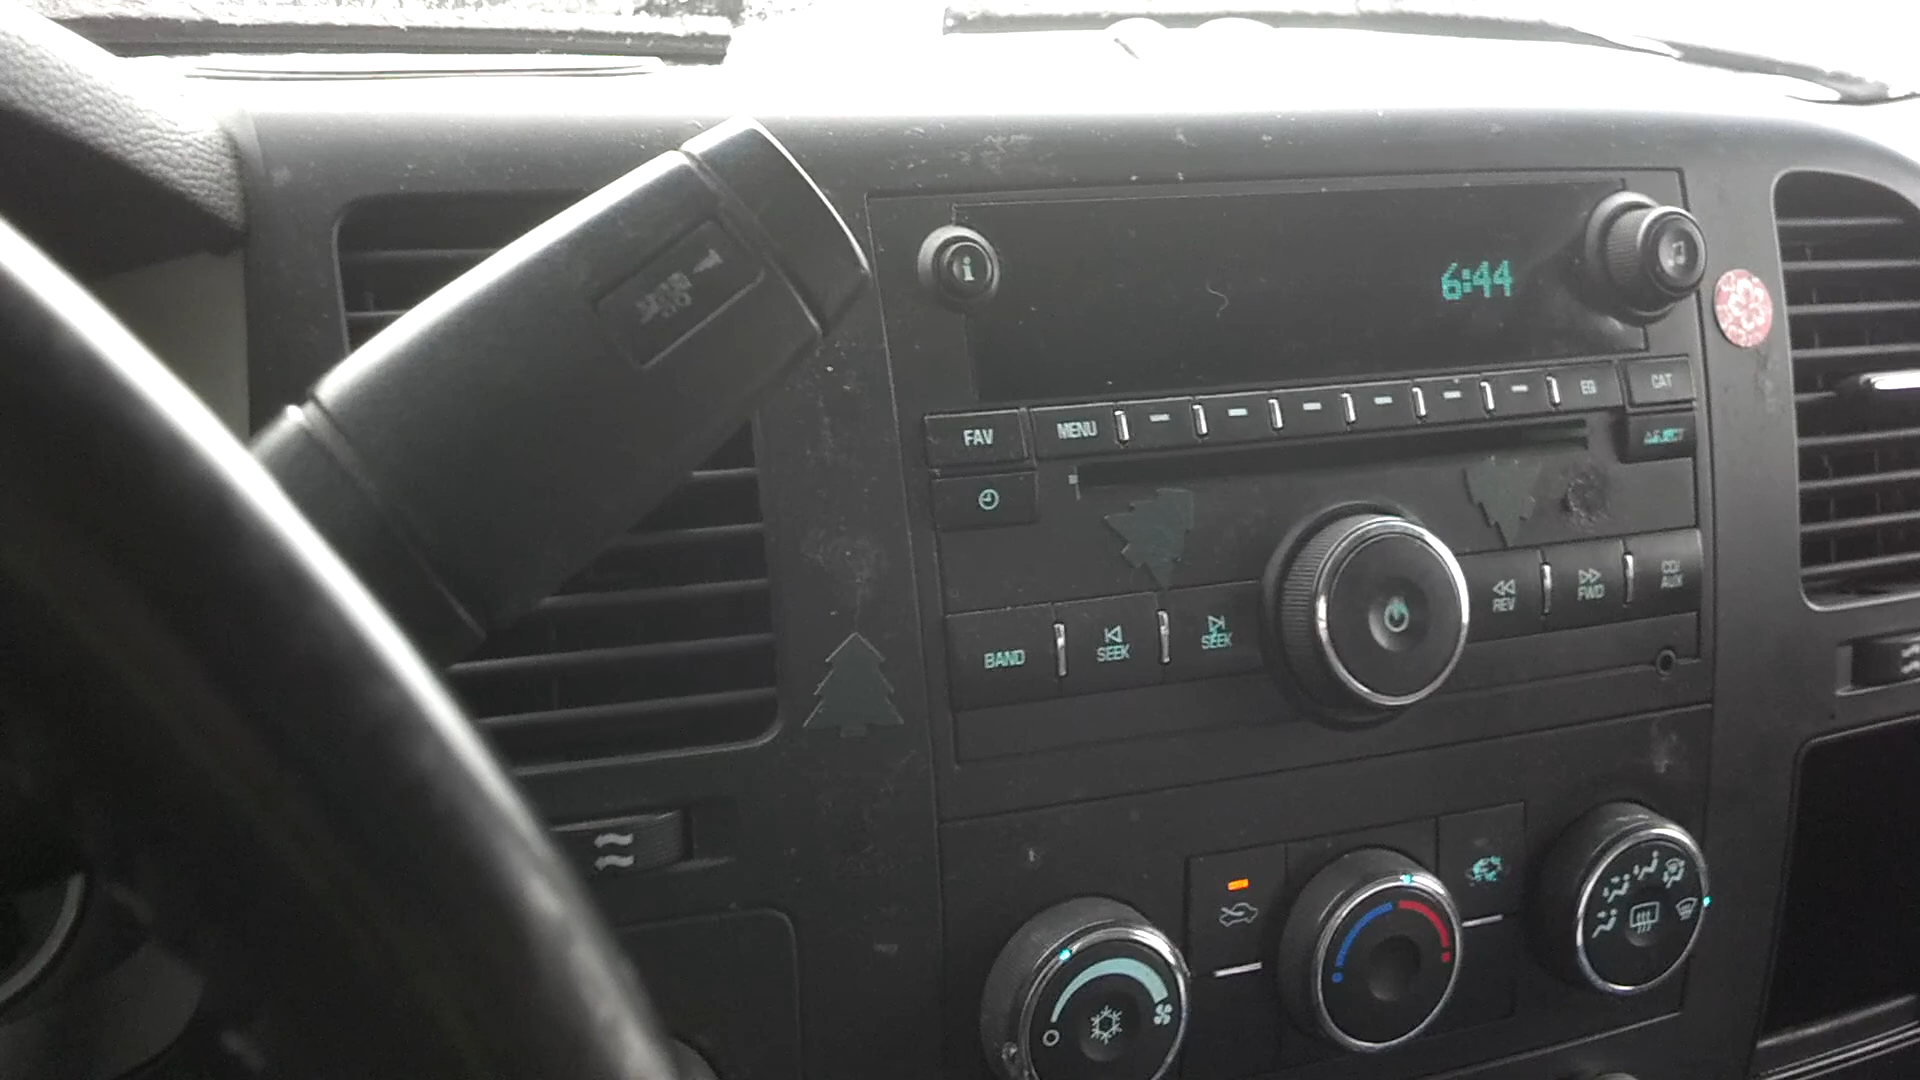 6:44
i
CAT
EQ
FAV
MENU
BAND
SEEK
SEEK
REV
FWD
CD/
AUX